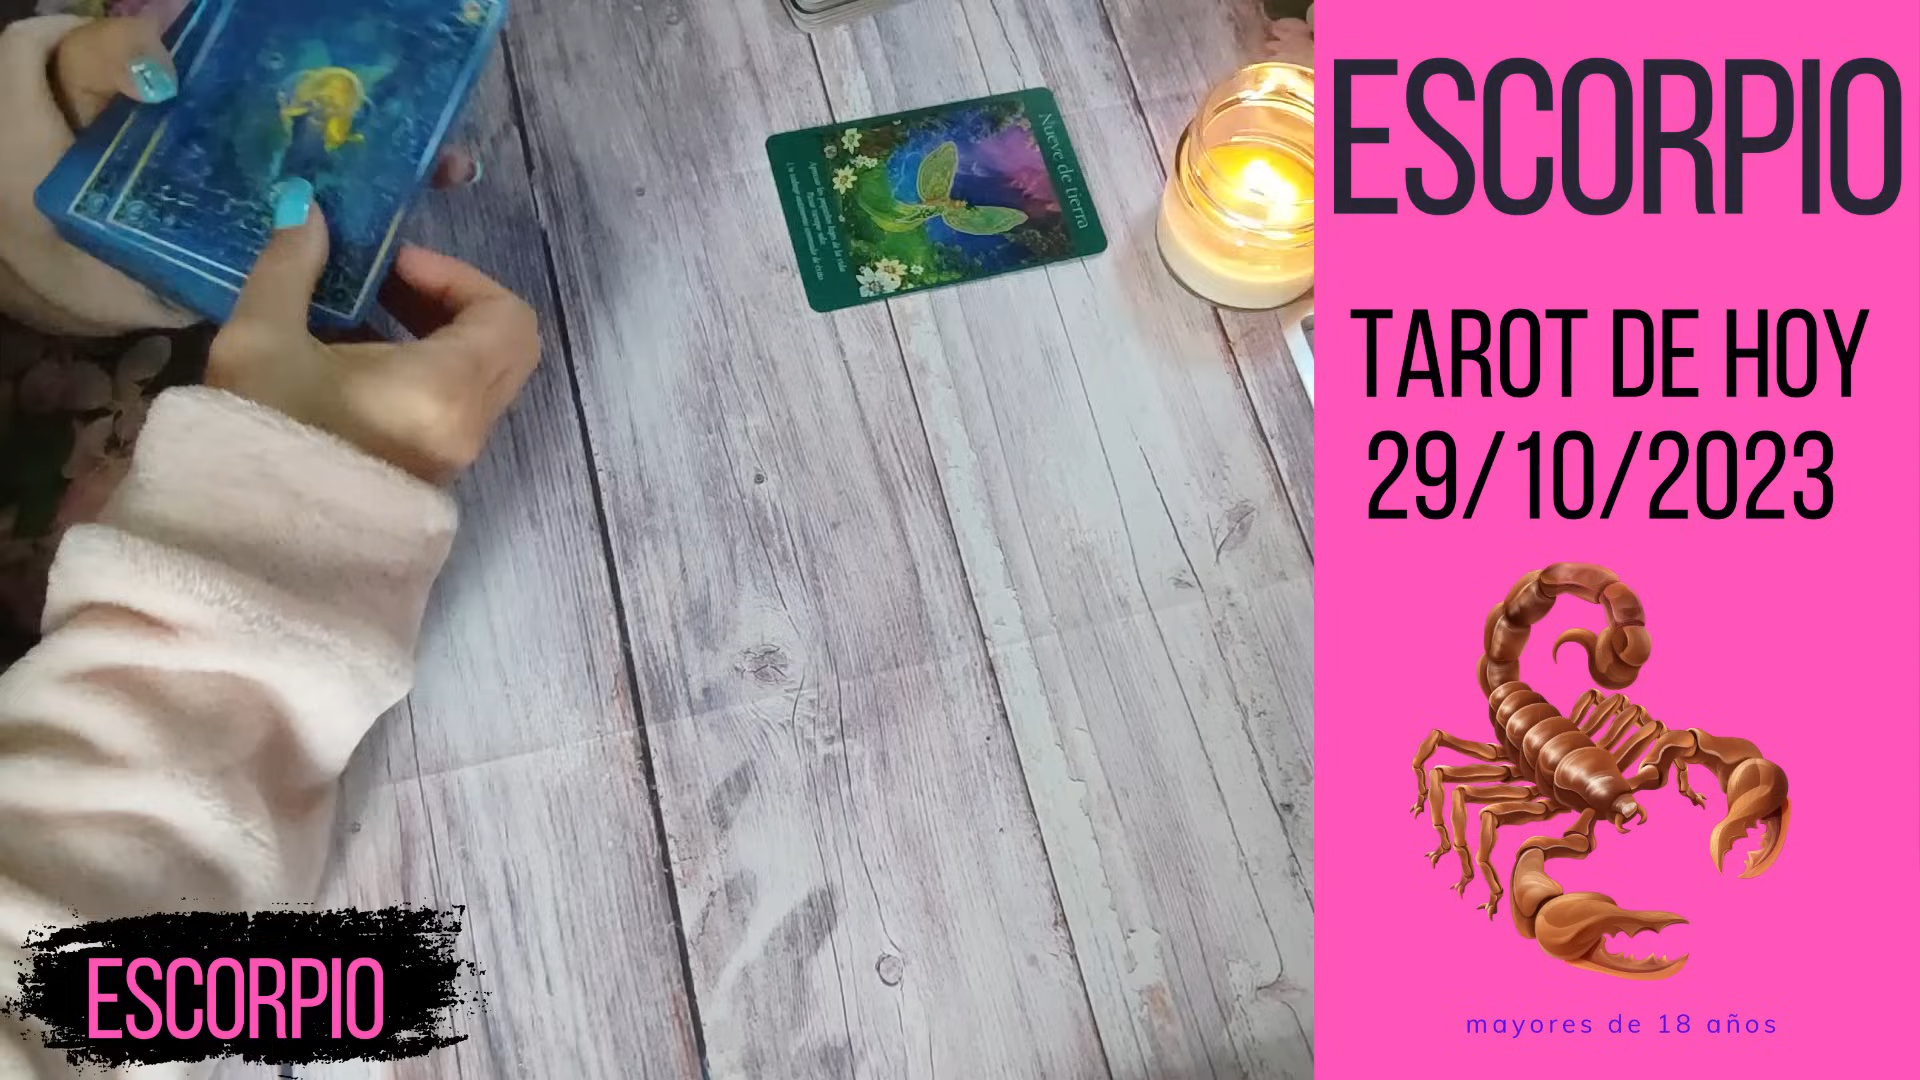 Nueve de tierra
ESCORPIO
TAROT DE HOY
29/10/2023
mayores de 18 años
ESCORPIO